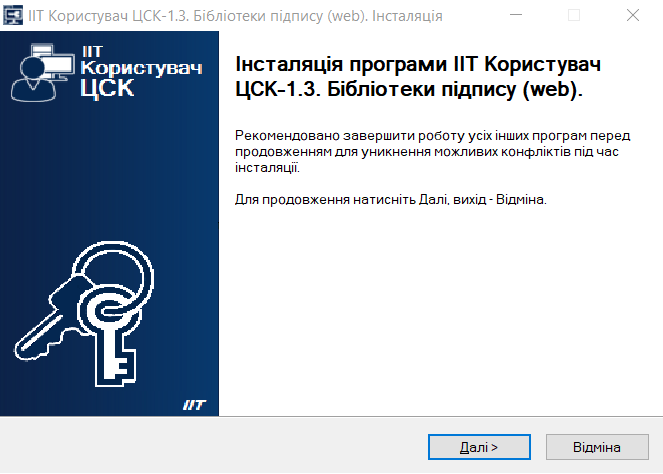 ІІТ Користувач ЦСК-1.3. Бібліотеки підпису (web). Інсталяція
ІІТ
Користувач
ЦСК
Інсталяція програми ІІТ Користувач
ЦСК-1.3. Бібліотеки підпису (web).
Рекомендовано завершити роботу усіх інших програм перед
продовженням для уникнення можливих конфліктів під час
інсталяції.
Для продовження натисніть Далі, вихід - Відміна.
ІІТ
Далі >
Відміна